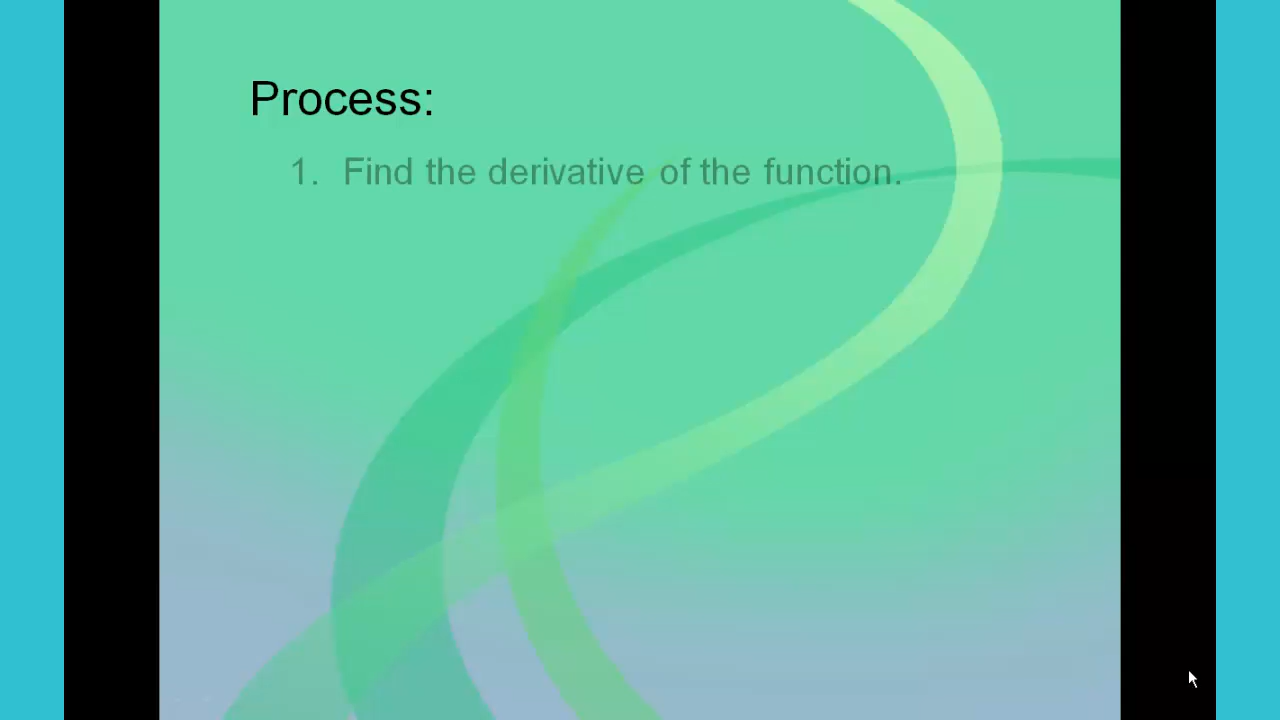 Process:
1. Find the derivative of the function.